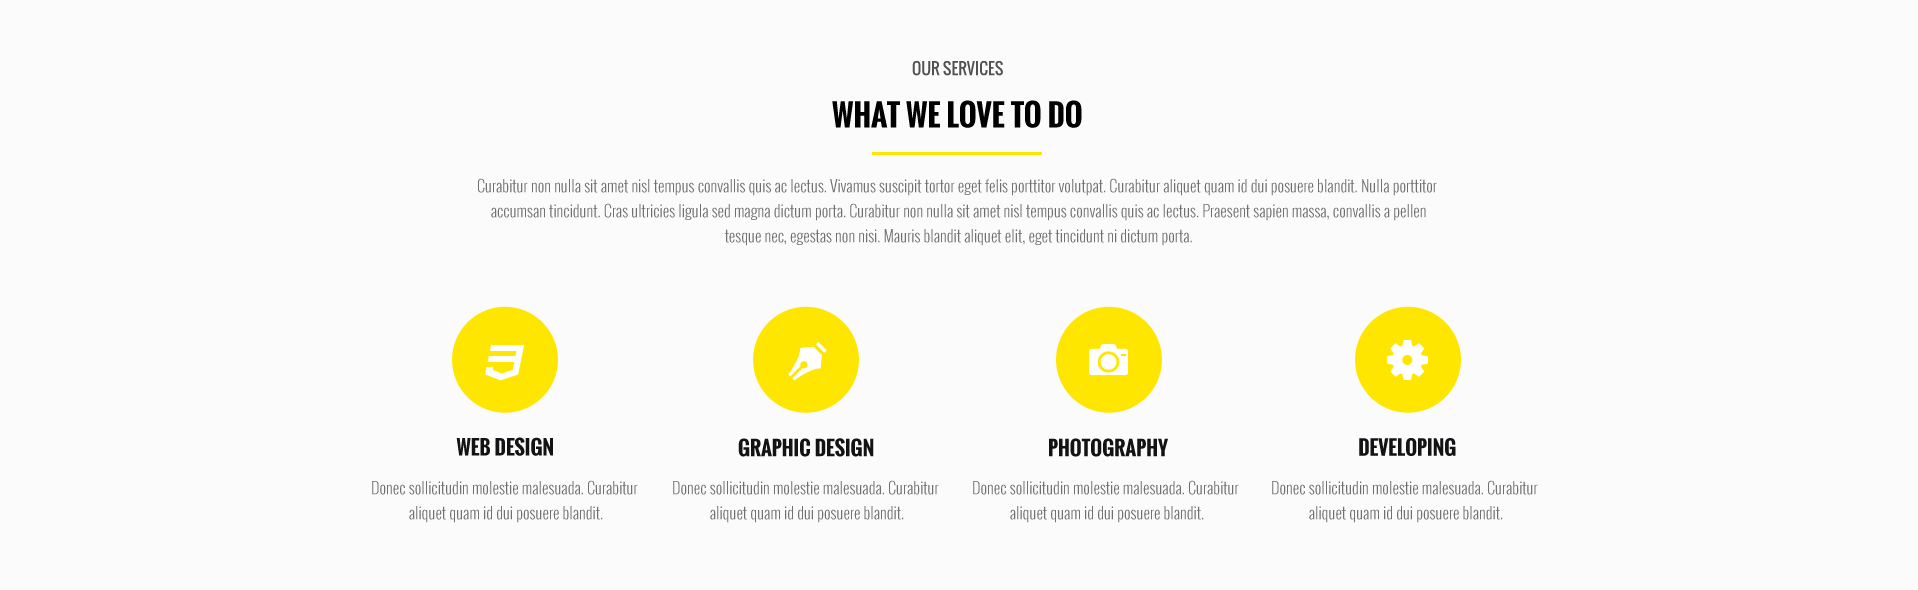 OUR SERVICES
WHAT WE LOVE TO DO
Curabitur non nulla sit amet nisl tempus convallis quis ac lectus. Vivamus suscipit tortor eget felis porttitor volutpat. Curabitur aliquet quam id dui posuere blandit. Nulla porttitor
accumsan tincidunt. Cras ultricies ligula sed magna dictum porta. Curabitur non nulla sit amet nisl tempus convallis quis ac lectus. Praesent sapien massa, convallis a pellen
tesque nec, egestas non nisi. Mauris blandit aliquet elit, eget tincidunt ni dictum porta.
WEB DESIGN
Donec sollicitudin molestie malesuada. Curabitur
aliquet quam id dui posuere blandit.
GRAPHIC DESIGN
Donec sollicitudin molestie malesuada. Curabitur
aliquet quam id dui posuere blandit.
PHOTOGRAPHY
Donec sollicitudin molestie malesuada. Curabitur
aliquet quam id dui posuere blandit.
DEVELOPING
Donec sollicitudin molestie malesuada. Curabitur
aliquet quam id dui posuere blandit.